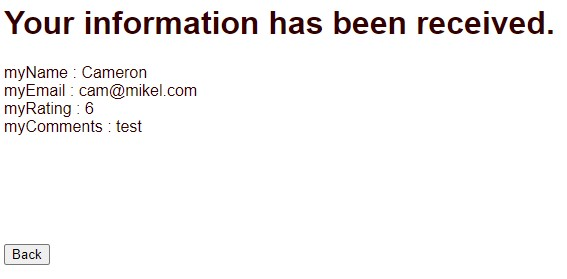 Your information has been received.
myName : Cameron
myEmail : cam@mikel.com
myRating : 6
myComments : test
Back